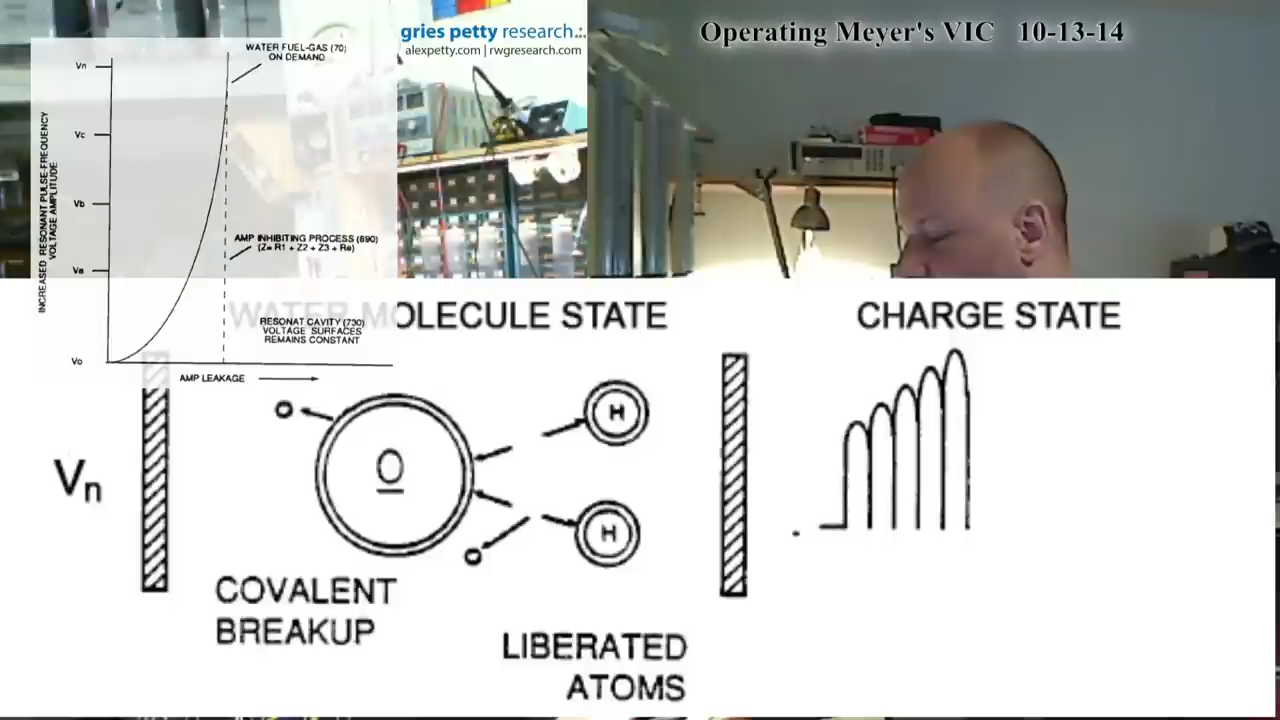 gries petty research.:.
alexpetty.com | rwgresearch.com
Operating Meyer's VIC 10-13-14
WATER FUEL-GAS (70)
ON DEMAND
Vn
Vc
Vb
Va
Vo
INCREASED RESONANT PULSE-FREQUENCY
VOLTAGE AMPLITUDE
AMP INHIBITING PROCESS (690)
(Z= R1 + Z2 + Z3 + Re)
RESONAT CAVITY (730)
VOLTAGE SURFACES
REMAINS CONSTANT
AMP LEAKAGE
WATER MOLECULE STATE
CHARGE STATE
Vn
O
H
H
COVALENT
BREAKUP
LIBERATED
ATOMS